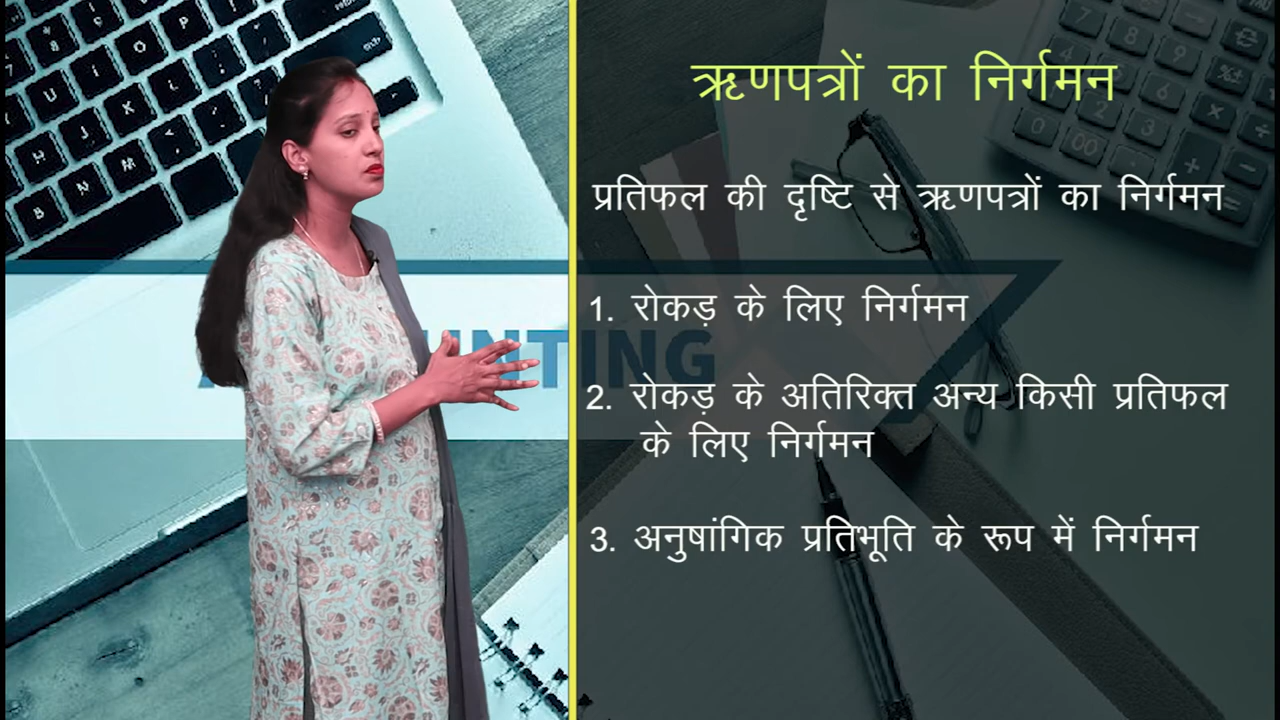 ऋणपत्रों का निर्गमन
प्रतिफल की दृष्टि से ऋणपत्रों का निर्गमन
1. रोकड़ के लिए निर्गमन
2. रोकड़ के अतिरिक्त अन्य किसी प्रतिफल
के लिए निर्गमन
3. अनुषांगिक प्रतिभूति के रूप में निर्गमन